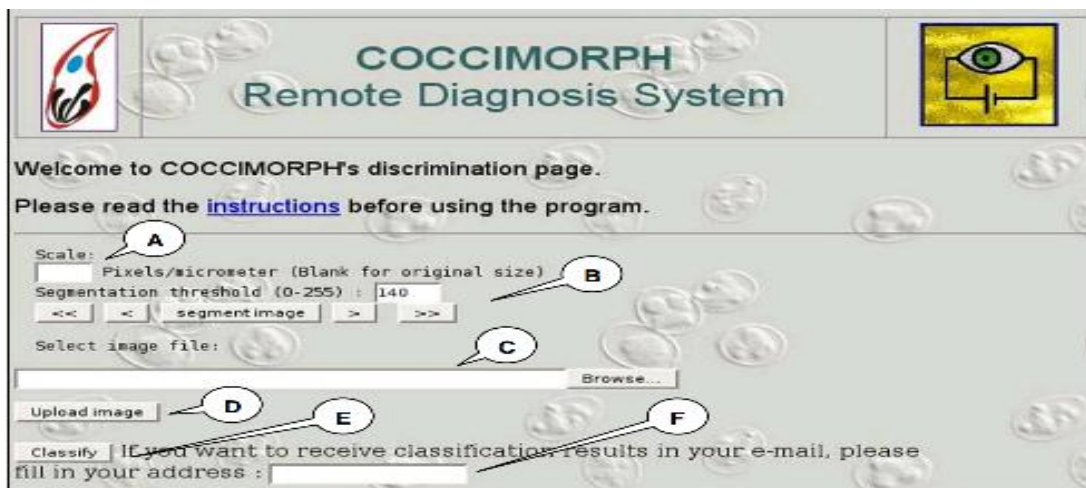 COCCIMORPH
Remote Diagnosis System
Welcome to COCCIMORPH's discrimination page.
Please read the instructions before using the program.
A
Scale:
Pixels/micrometer (Blank for original size)
B
Segmentation threshold (0-255) : 140
<< < segment image > >>
Select image file:
C
Browse...
Upload image
D
E
F
Classify If you want to receive classification results in your e-mail, please
fill in your address :